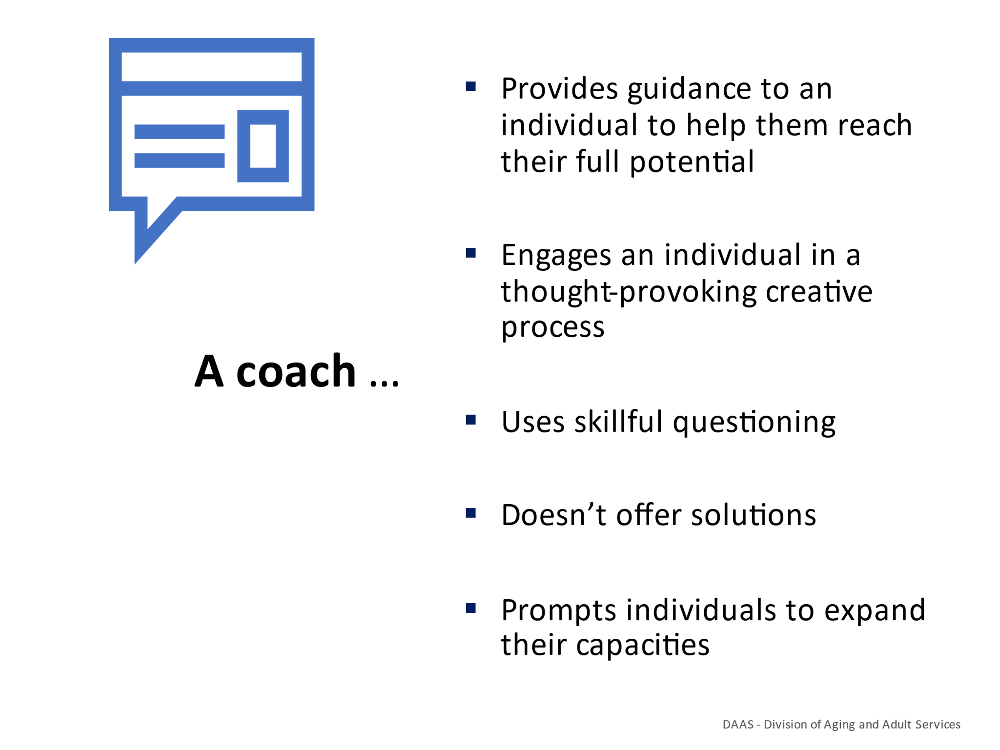 A coach ...
▪ Provides guidance to an
individual to help them reach
their full potential
▪ Engages an individual in a
thought-provoking creative
process
▪ Uses skillful questioning
▪ Doesn’t offer solutions
▪ Prompts individuals to expand
their capacities
DAAS - Division of Aging and Adult Services